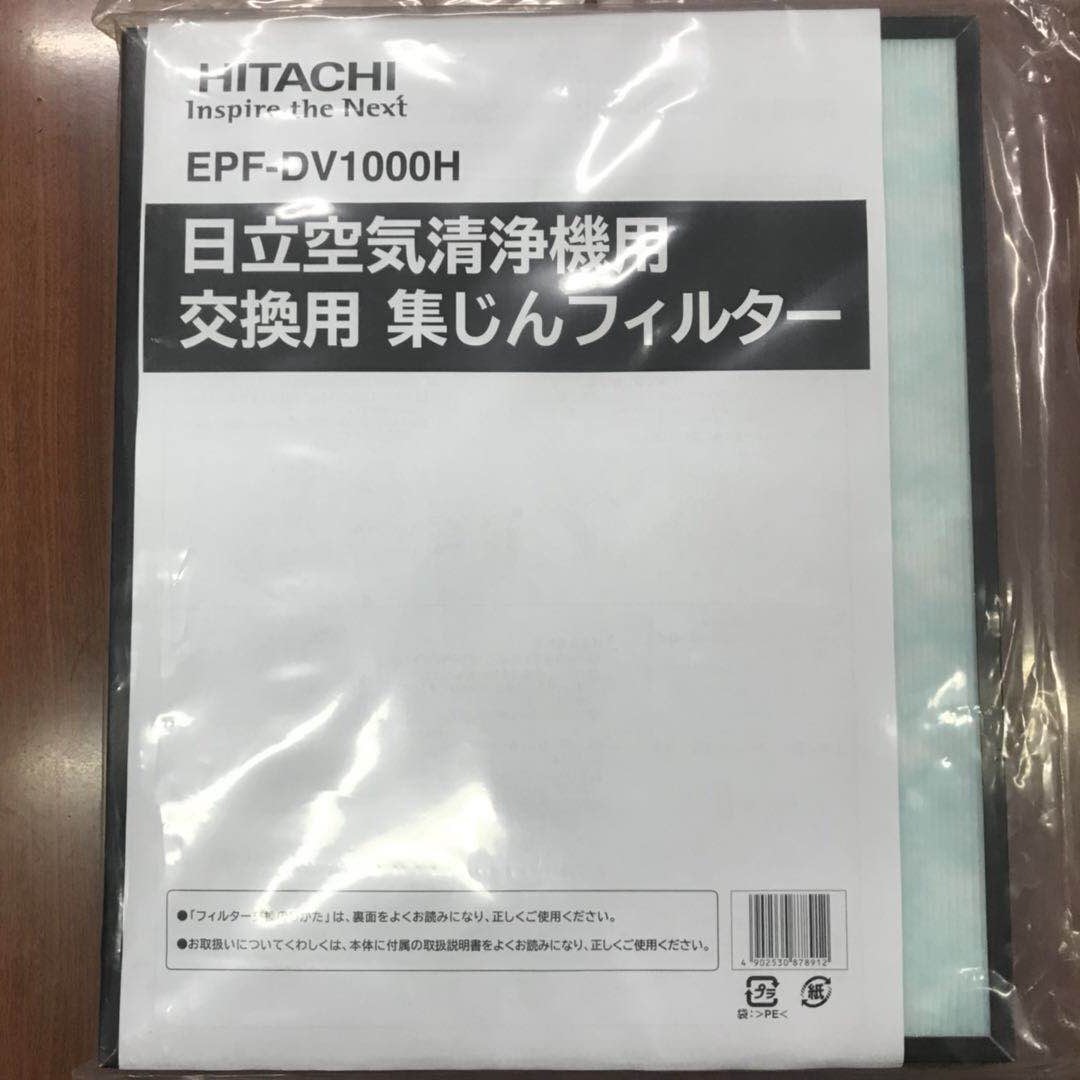 HITACHI
Inspire the Next
EPF-DV1000H
日立空気清浄機用
交換用 集じんフィルター
●「フィルター交換のしかた」は、裏面をよくお読みになり、正しくご使用ください。
●お取扱いについてくわしくは、本体に付属の取扱説明書をよくお読みになり、正しくご使用ください。
4 902530 878912
プラ 紙
袋:>PE<